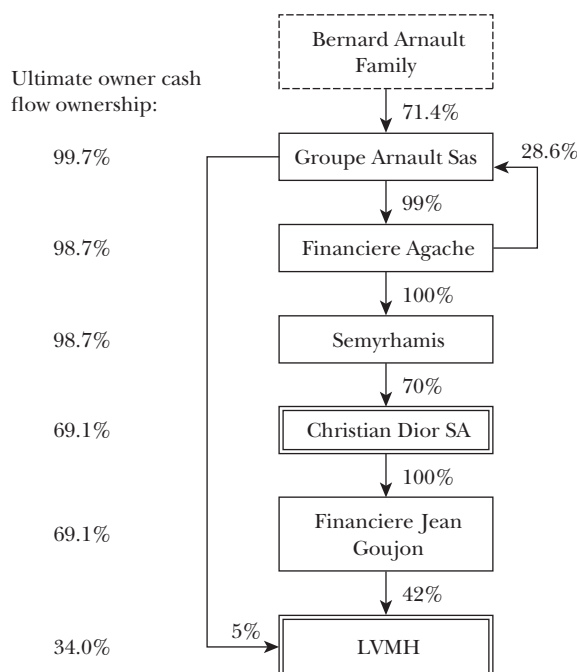 Bernard Arnault
Family
Ultimate owner cash
flow ownership:
71.4%
99.7%
Groupe Arnault Sas
28.6%
99%
98.7%
Financiere Agache
100%
98.7%
Semyrhamis
70%
69.1%
Christian Dior SA
100%
69.1%
Financiere Jean
Goujon
42%
34.0%
5%
LVMH